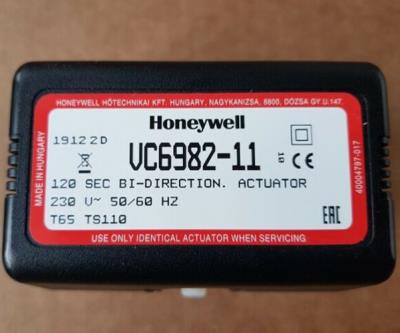 HONEYWELL HŐTECHNIKAI KFT. HUNGARY, NAGYKANIZSA, 8800, DÓZSA GY.U.147.
Honeywell
19122D
VC6982-11
CE
120 SEC BI-DIRECTION. ACTUATOR
230 V~ 50/60 HZ
T65 TS110
EAC
USE ONLY IDENTICAL ACTUATOR WHEN SERVICING
MADE IN HUNGARY
40004797-017